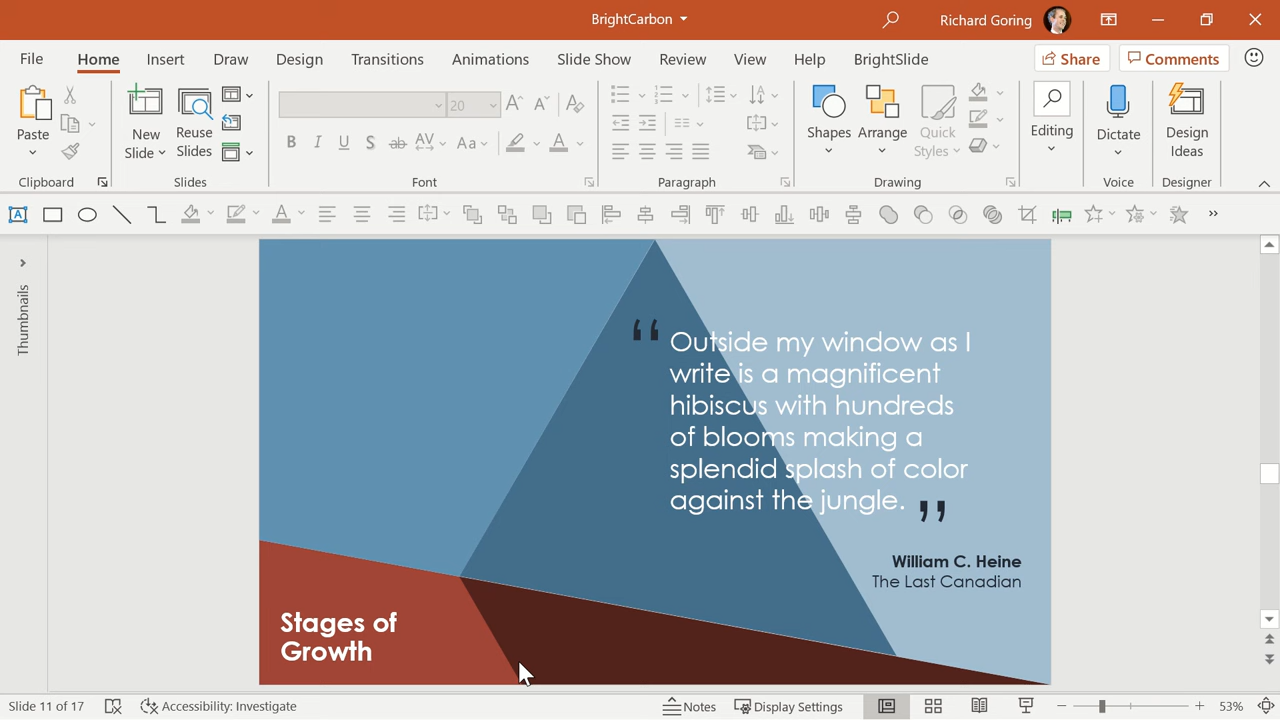 BrightCarbon
Richard Goring
File Home Insert Draw Design Transitions Animations Slide Show Review View Help BrightSlide Share Comments
Paste
New Slide
Reuse Slides
20
B I U S ab AV Aa
A
Shapes
Arrange
Quick Styles
Editing
Dictate
Design Ideas
Clipboard Slides Font Paragraph Drawing Voice Designer
Thumbnails
“ Outside my window as I
write is a magnificent
hibiscus with hundreds
of blooms making a
splendid splash of color
against the jungle. ”
William C. Heine
The Last Canadian
Stages of
Growth
Slide 11 of 17 Accessibility: Investigate Notes Display Settings 53%